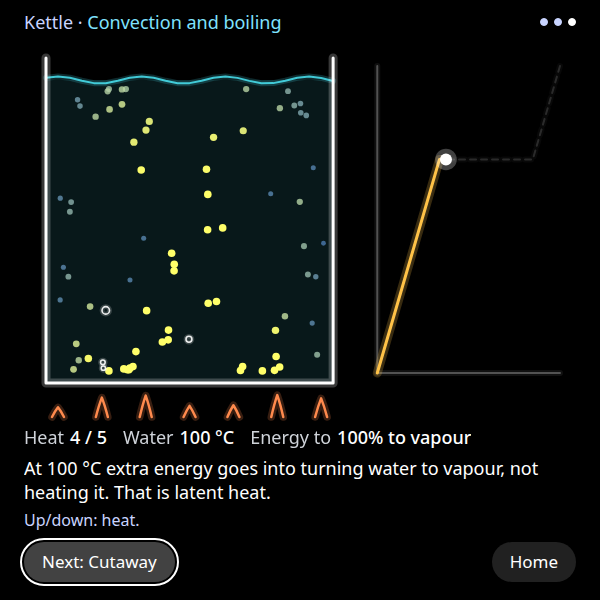 Kettle · Convection and boiling
Heat 4 / 5 Water 100 °C Energy to 100% to vapour
At 100 °C extra energy goes into turning water to vapour, not
heating it. That is latent heat.
Up/down: heat.
Next: Cutaway
Home